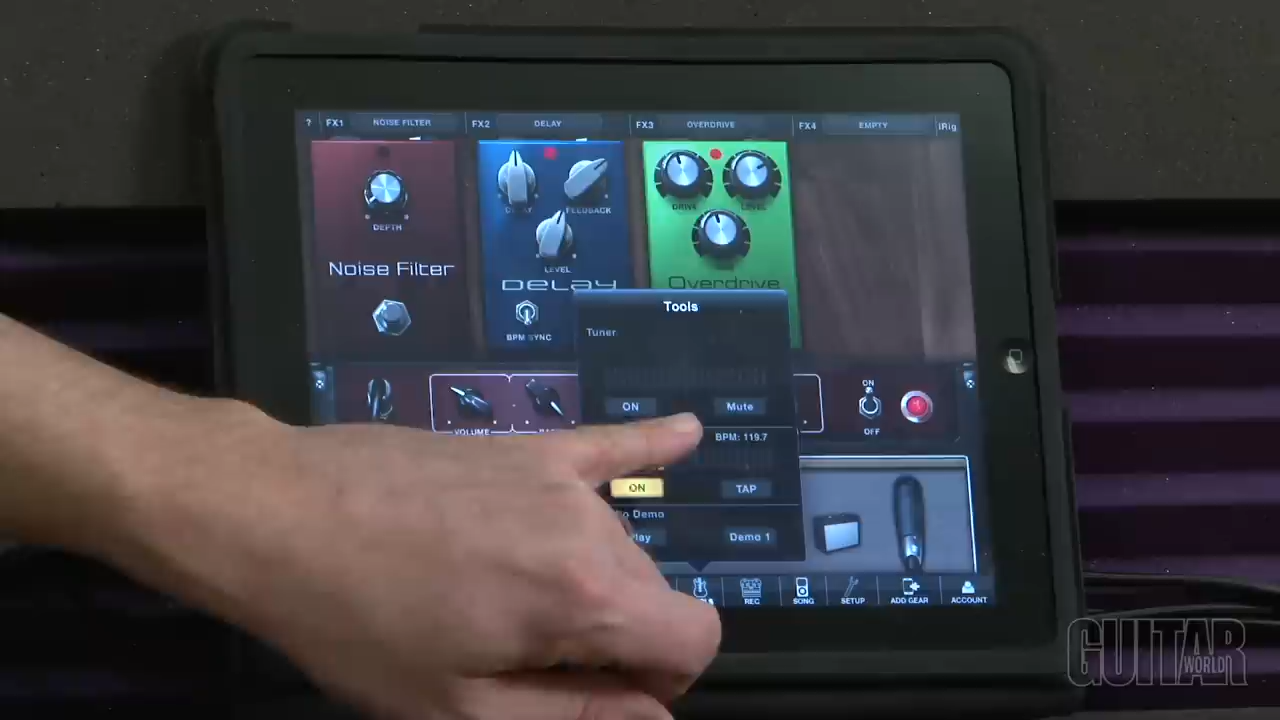 ? FX1 NOISE FILTER FX2 DELAY FX3 OVERDRIVE FX4 EMPTY iRig
DRIVE LEVEL
DELAY FEEDBACK
DEPTH
LEVEL
Noise Filter
Delay
Overdrive
BPM SYNC
Tools
Tuner
ON Mute
ON
OFF
VOLUME
BPM: 119.7
ON TAP
Demo
Demo 1
REC SONG SETUP ADD GEAR ACCOUNT
GUITAR
WORLD